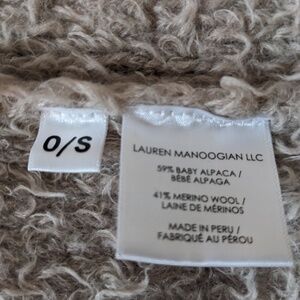 O/S
LAUREN MANOOGIAN LLC
59% BABY ALPACA /
BÉBÉ ALPAGA
41% MERINO WOOL /
LAINE DE MÉRINOS
MADE IN PERU /
FABRIQUÉ AU PÉROU